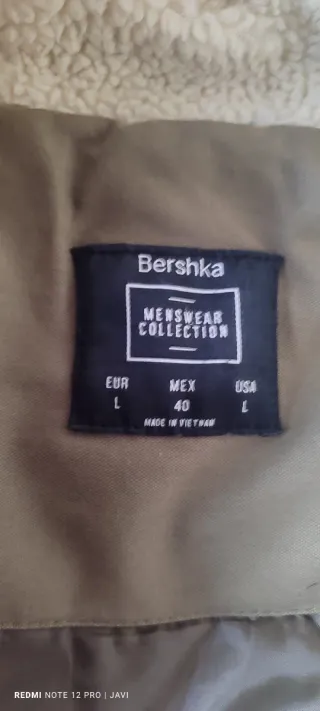 Bershka
MENSWEAR
COLLECTION
EUR MEX USA
L 40 L
MADE IN VIETNAM
REDMI NOTE 12 PRO | JAVI